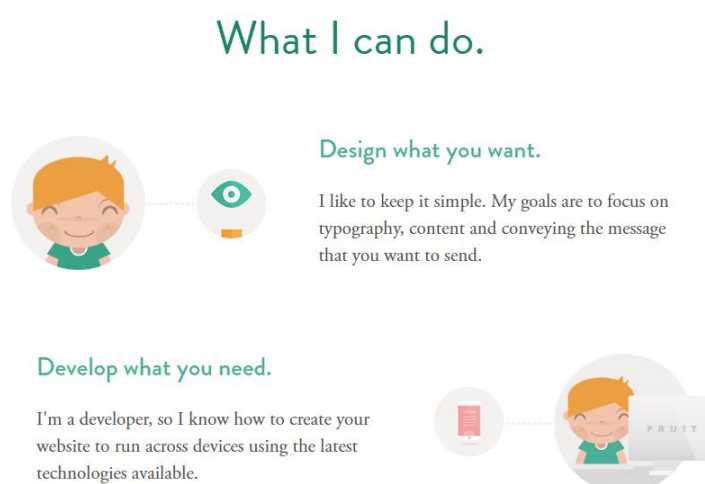 What I can do.
Design what you want.
I like to keep it simple. My goals are to focus on
typography, content and conveying the message
that you want to send.
Develop what you need.
I'm a developer, so I know how to create your
website to run across devices using the latest
technologies available.
FRUIT